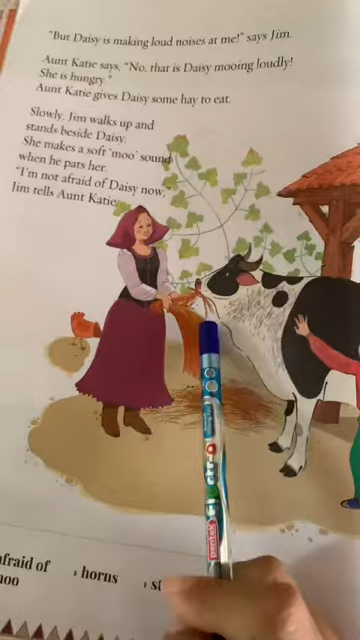 "But Daisy is making loud noises at me!" says Jim.
Aunt Katie says, "No, that is Daisy mooing loudly!
She is hungry."
Aunt Katie gives Daisy some hay to eat.
Slowly, Jim walks up and
stands beside Daisy.
She makes a soft 'moo' sound
when he pats her.
"I'm not afraid of Daisy now,"
Jim tells Aunt Katie.
afraid of
horns